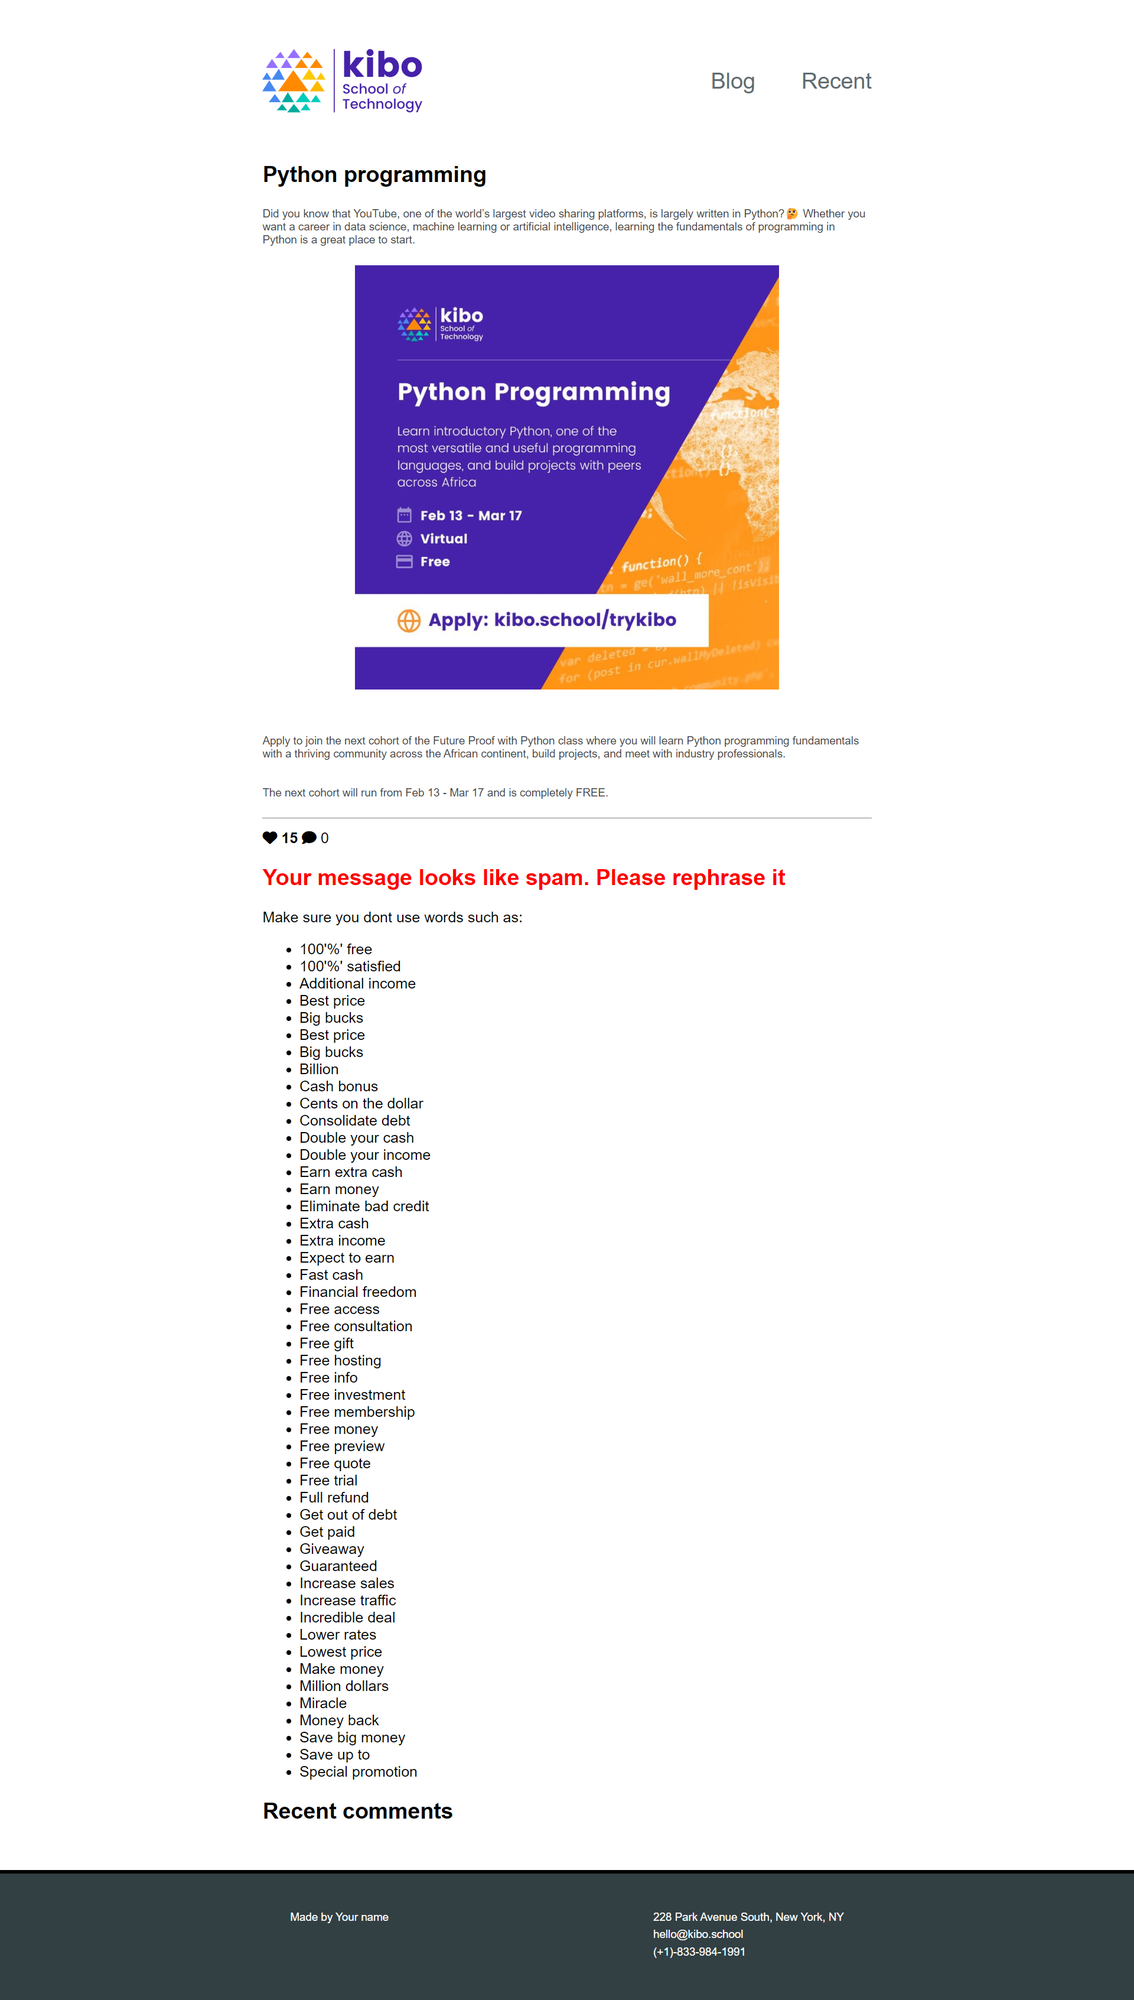 kibo
School of
Technology
Blog
Recent
Python programming
Did you know that YouTube, one of the world's largest video sharing platforms, is largely written in Python?🤔 Whether you
want a career in data science, machine learning or artificial intelligence, learning the fundamentals of programming in
Python is a great place to start.
kibo
School of
Technology
Python Programming
Learn introductory Python, one of the
most versatile and useful programming
languages, and build projects with peers
across Africa
Feb 13 - Mar 17
Virtual
Free
function() {
= ge('wall_more_cont');
Apply: kibo.school/trykibo
var deleted =
for (post in cur.wallMyDeleted)
Apply to join the next cohort of the Future Proof with Python class where you will learn Python programming fundamentals
with a thriving community across the African continent, build projects, and meet with industry professionals.
The next cohort will run from Feb 13 - Mar 17 and is completely FREE.
15 0
Your message looks like spam. Please rephrase it
Make sure you dont use words such as:
100'%' free
100'%' satisfied
Additional income
Best price
Big bucks
Best price
Big bucks
Billion
Cash bonus
Cents on the dollar
Consolidate debt
Double your cash
Double your income
Earn extra cash
Earn money
Eliminate bad credit
Extra cash
Extra income
Expect to earn
Fast cash
Financial freedom
Free access
Free consultation
Free gift
Free hosting
Free info
Free investment
Free membership
Free money
Free preview
Free quote
Free trial
Full refund
Get out of debt
Get paid
Giveaway
Guaranteed
Increase sales
Increase traffic
Incredible deal
Lower rates
Lowest price
Make money
Million dollars
Miracle
Money back
Save big money
Save up to
Special promotion
Recent comments
Made by Your name
228 Park Avenue South, New York, NY
hello@kibo.school
(+1)-833-984-1991